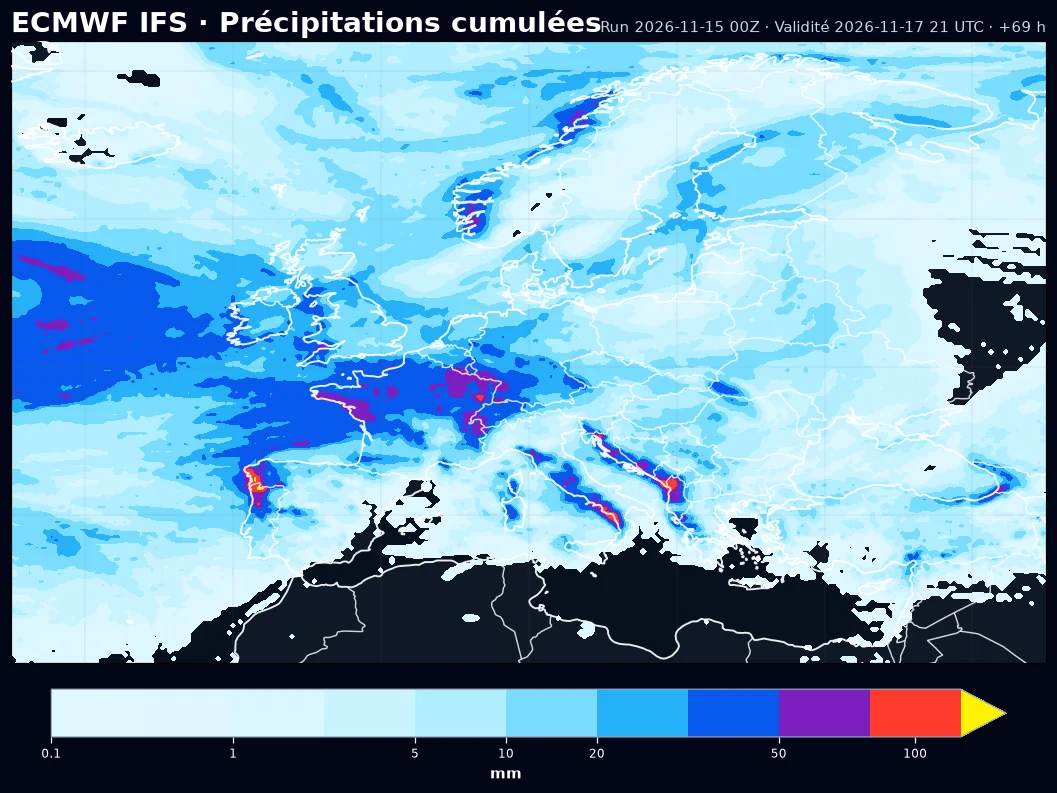 ECMWF IFS · Précipitations cumulées
Run 2026-11-15 00Z · Validité 2026-11-17 21 UTC · +69 h
0.1 1 5 10 20 50 100
mm